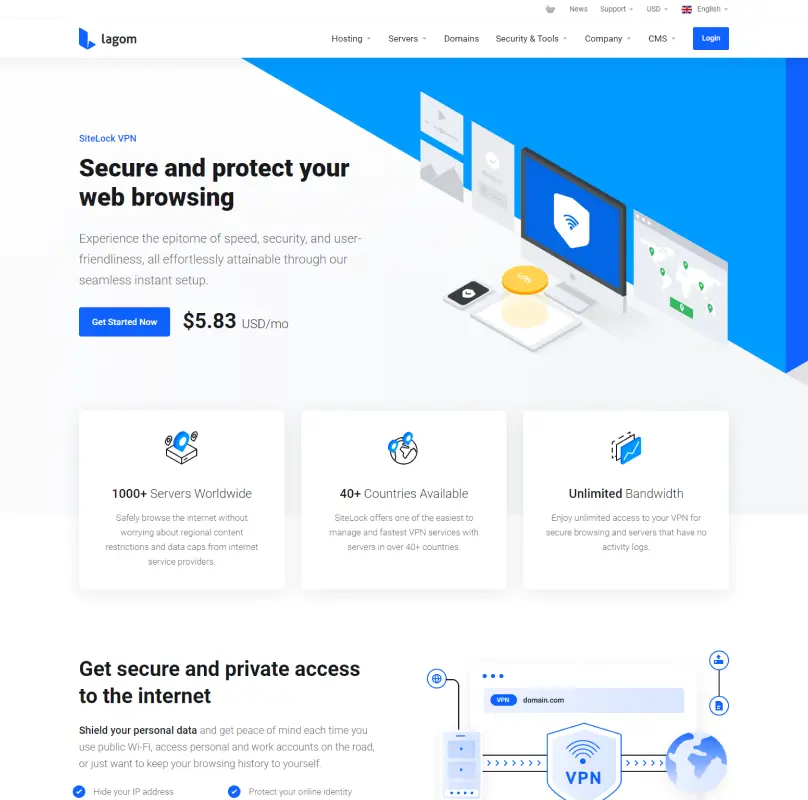 News Support USD English
lagom
Hosting Servers Domains Security & Tools Company CMS Login
SiteLock VPN
Secure and protect your
web browsing
Experience the epitome of speed, security, and user-
friendliness, all effortlessly attainable through our
seamless instant setup.
Get Started Now $5.83 USD/mo
VPN
1000+ Servers Worldwide
Safely browse the internet without
worrying about regional content
restrictions and data caps from internet
service providers.
40+ Countries Available
SiteLock offers one of the easiest to
manage and fastest VPN services with
servers in over 40+ countries.
Unlimited Bandwidth
Enjoy unlimited access to your VPN for
secure browsing and servers that have no
activity logs.
Get secure and private access
to the internet
Shield your personal data and get peace of mind each time you
use public Wi-Fi, access personal and work accounts on the road,
or just want to keep your browsing history to yourself.
Hide your IP address Protect your online identity
VPN domain.com
VPN